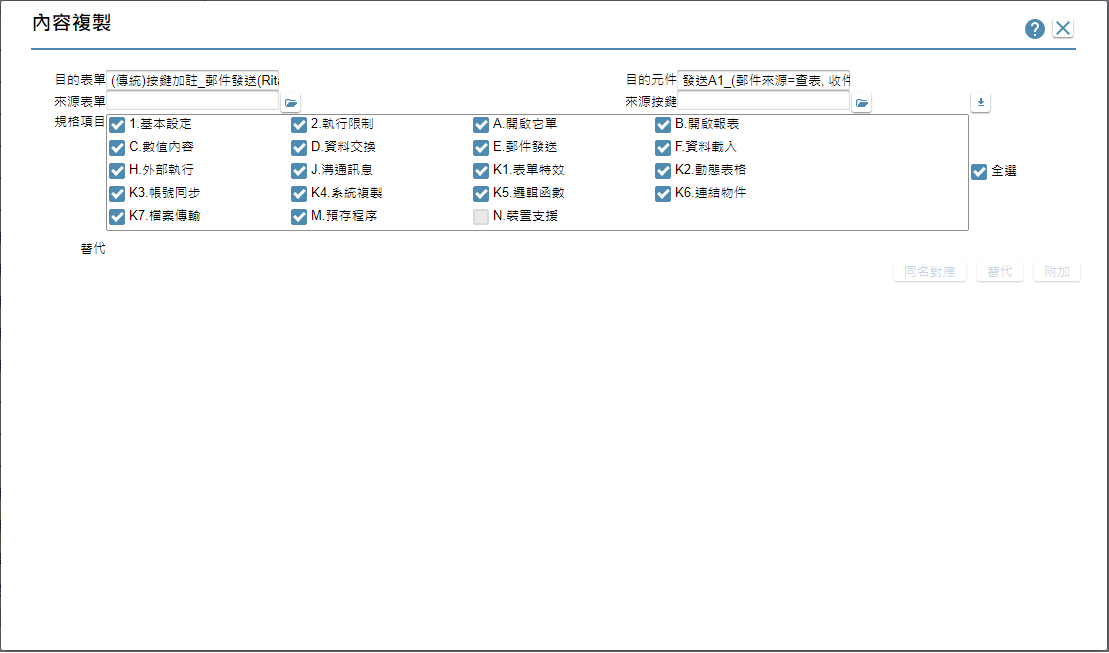 內容複製
?
目的表單 (傳統)按鍵加註_郵件發送(Rita 目的元件 發送A1_(郵件來源=查表, 收件
來源表單 來源按鍵
規格項目 1.基本設定 2.執行限制 A.開啟它單 B.開啟報表
C.數值內容 D.資料交換 E.郵件發送 F.資料載入
H.外部執行 J.溝通訊息 K1.表單特效 K2.動態表格 全選
K3.帳號同步 K4.系統複製 K5.邏輯函數 K6.連結物件
K7.檔案傳輸 M.預存程序 N.裝置支援
替代
同名對應 替代 附加